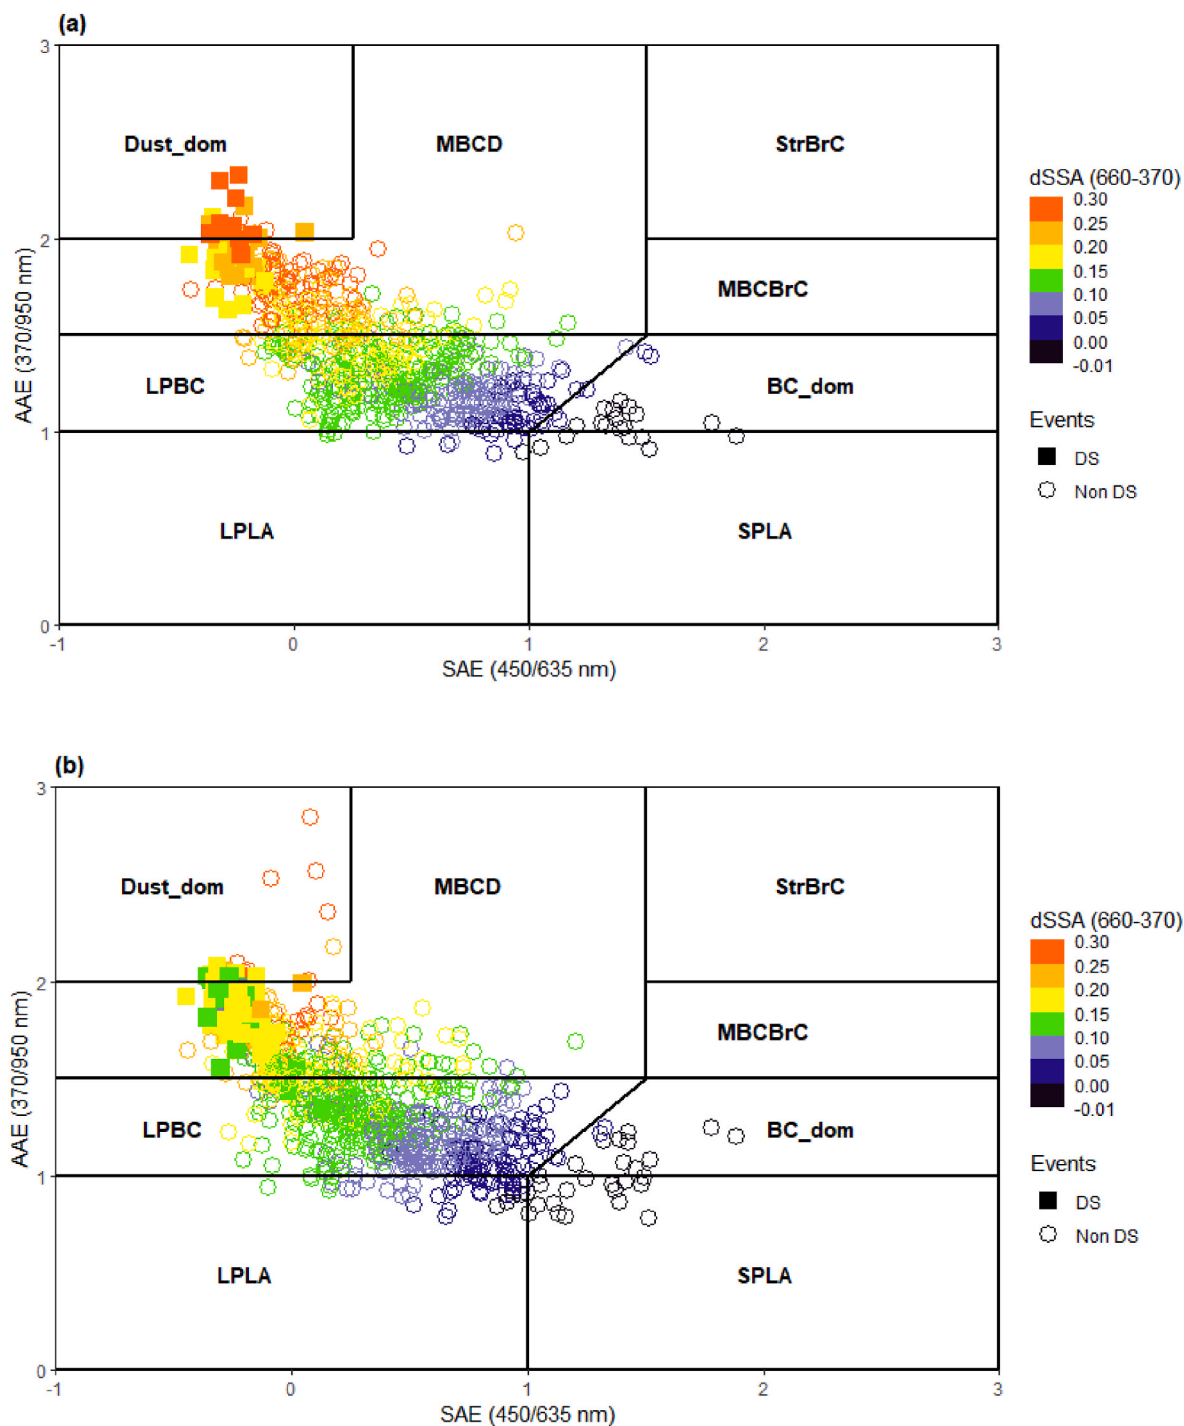 (a)
3
Dust_dom
MBCD
StrBrC
dSSA (660-370)
0.30
0.25
0.20
0.15
0.10
0.05
0.00
-0.01
2
MBCBrC
AAE (370/950 nm)
LPBC
BC_dom
Events
DS
Non DS
1
LPLA
SPLA
0
-1
0
1
2
3
SAE (450/635 nm)
(b)
3
Dust_dom
MBCD
StrBrC
dSSA (660-370)
0.30
0.25
0.20
0.15
0.10
0.05
0.00
-0.01
2
MBCBrC
AAE (370/950 nm)
LPBC
BC_dom
Events
DS
Non DS
1
LPLA
SPLA
0
-1
0
1
2
3
SAE (450/635 nm)